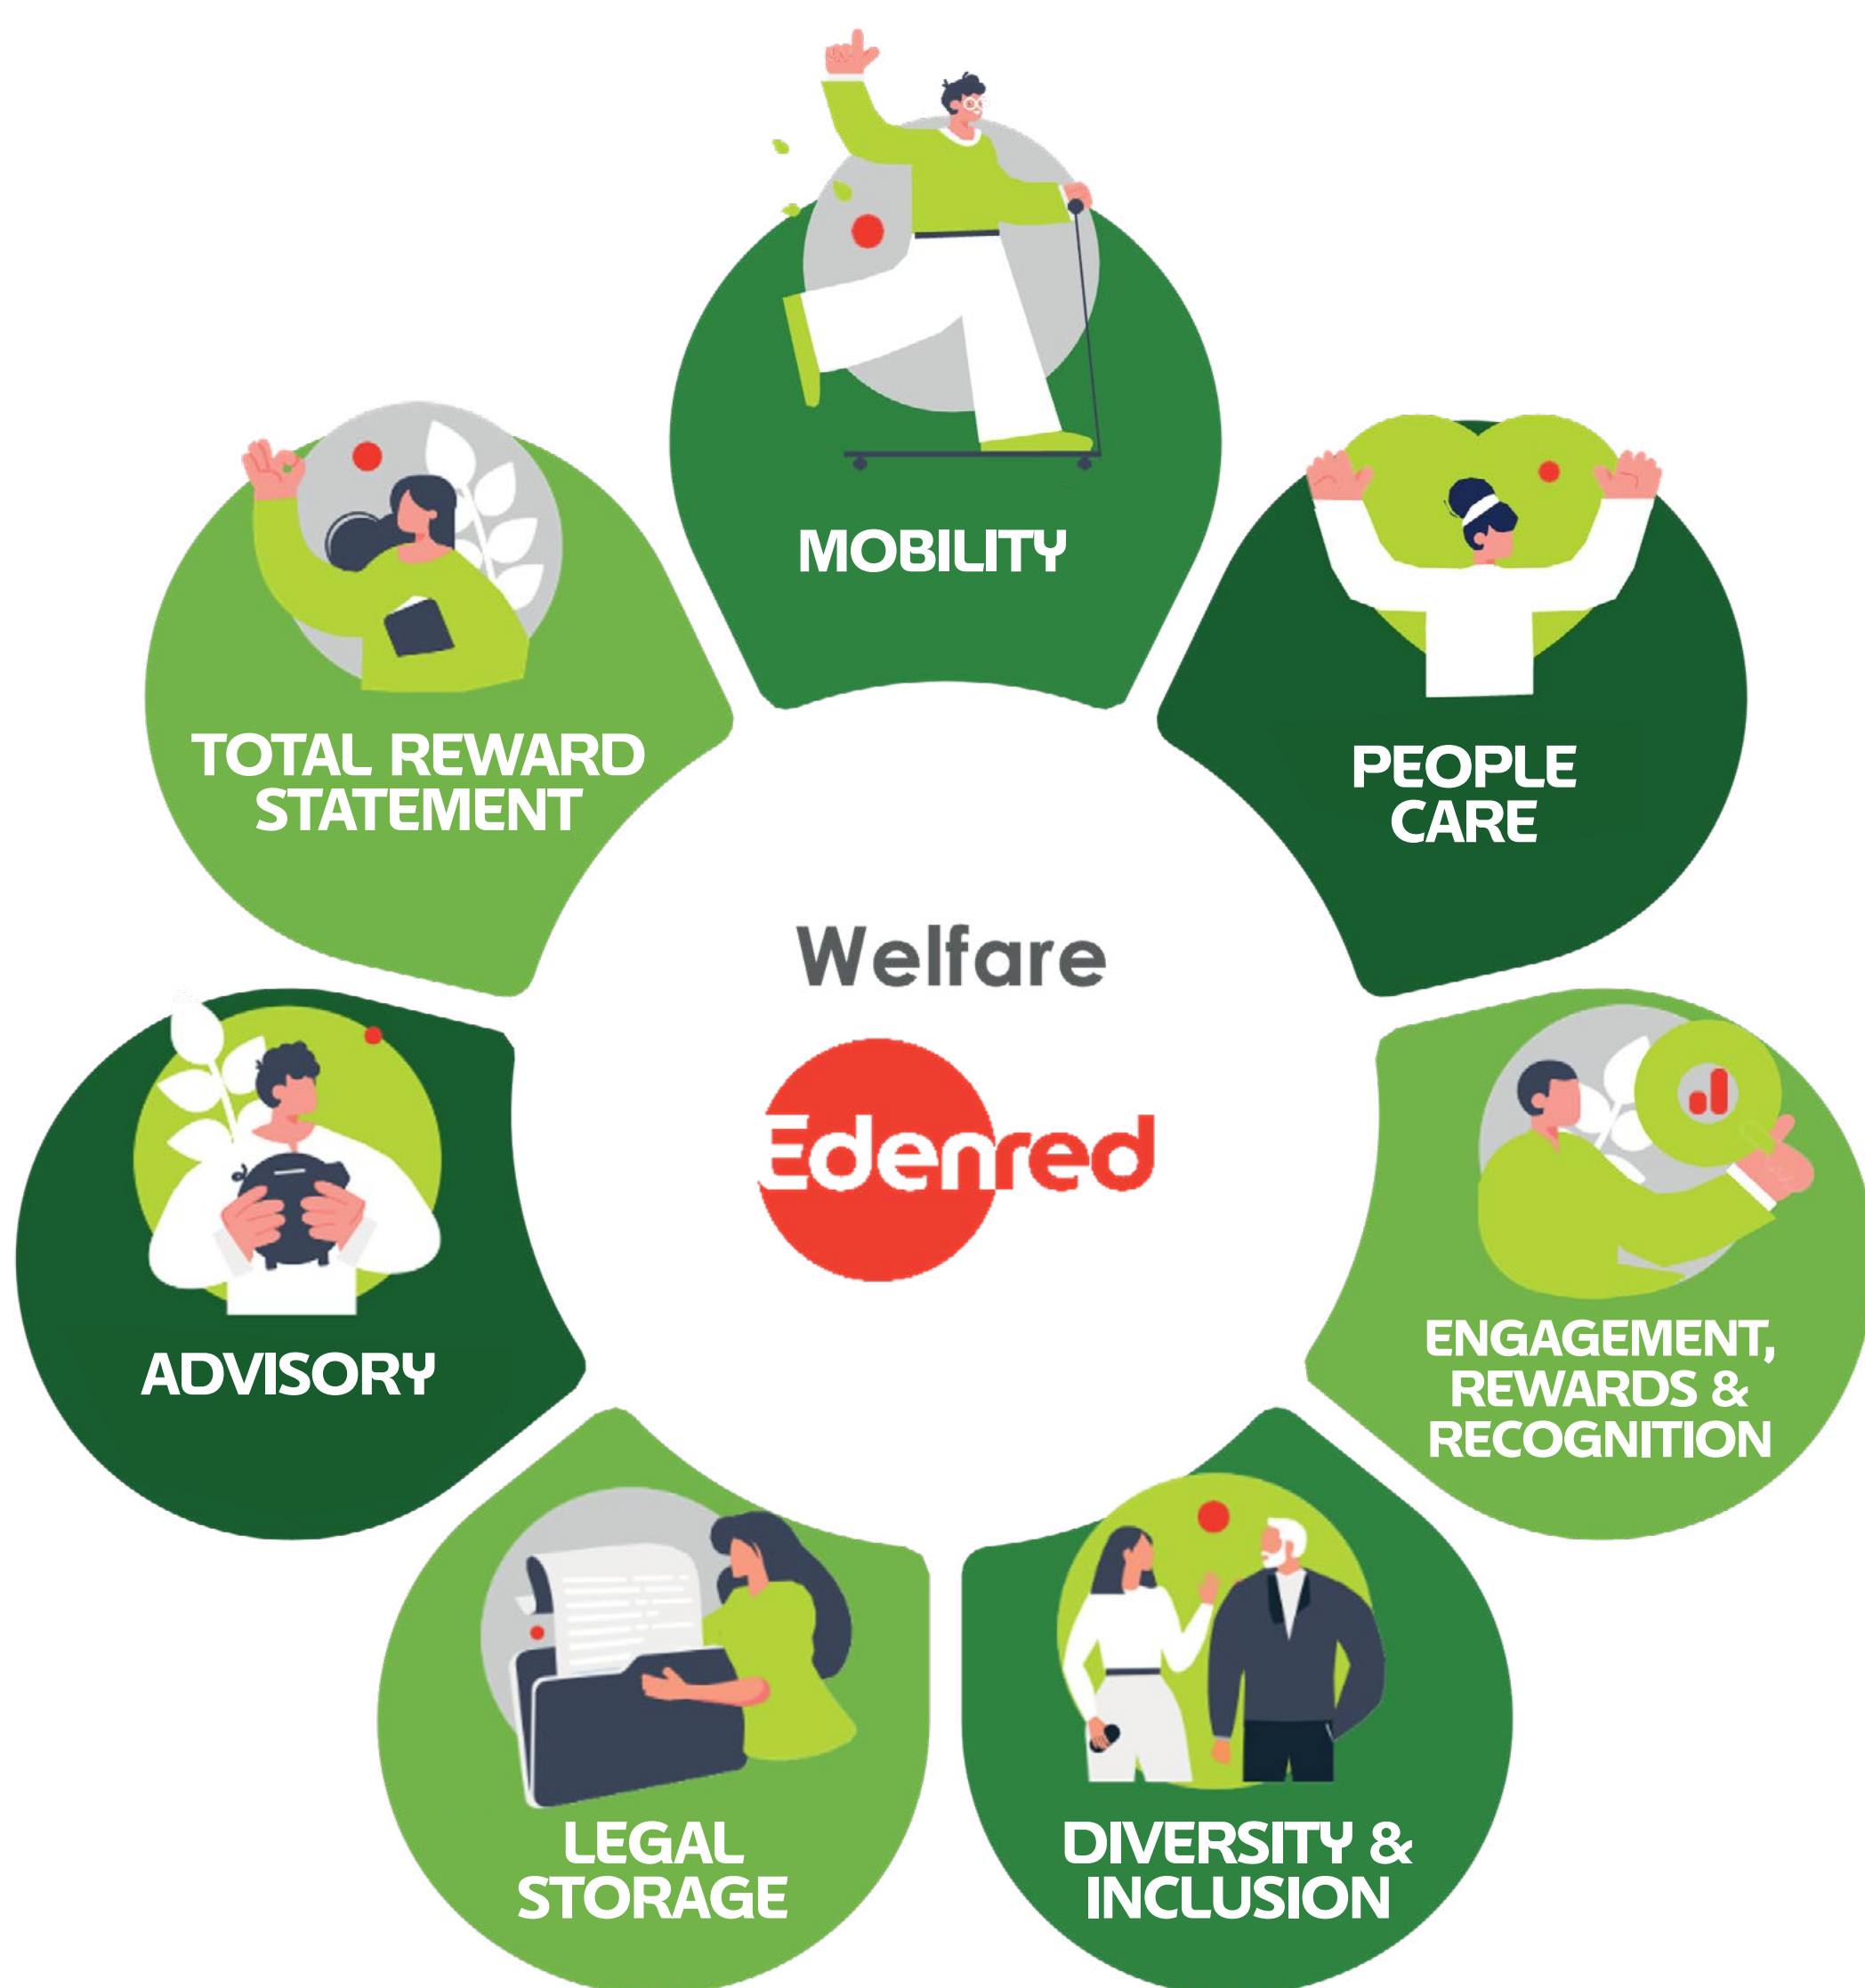 MOBILITY
PEOPLE
CARE
ENGAGEMENT,
REWARDS &
RECOGNITION
DIVERSITY &
INCLUSION
LEGAL
STORAGE
ADVISORY
TOTAL REWARD
STATEMENT
Welfare
Edenred